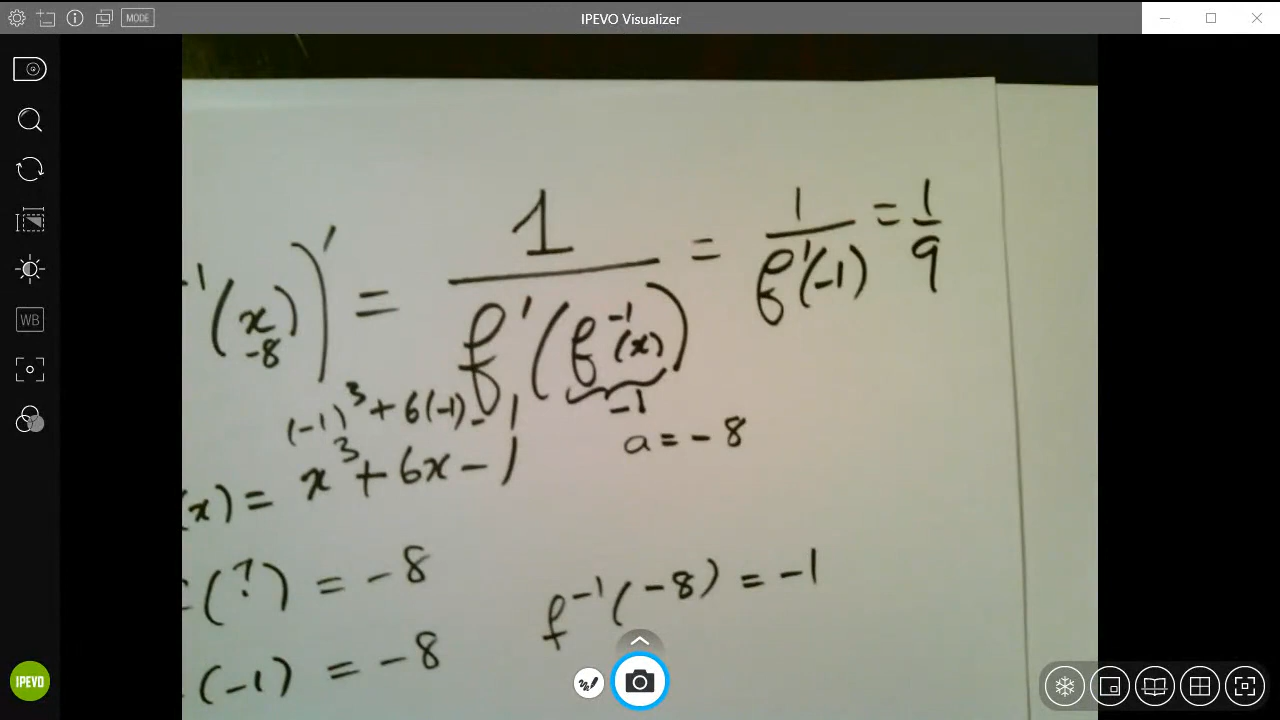 MODE
IPEVO Visualizer
WB
⁻¹(x)' = 1 / f'(f⁻¹(x)) = 1 / f'(-1) = 1/9
-8
-1
(-1)³ + 6(-1) - 1
a = -8
(x) = x³ + 6x - 1
(?) = -8
f⁻¹(-8) = -1
(-1) = -8
IPEVO